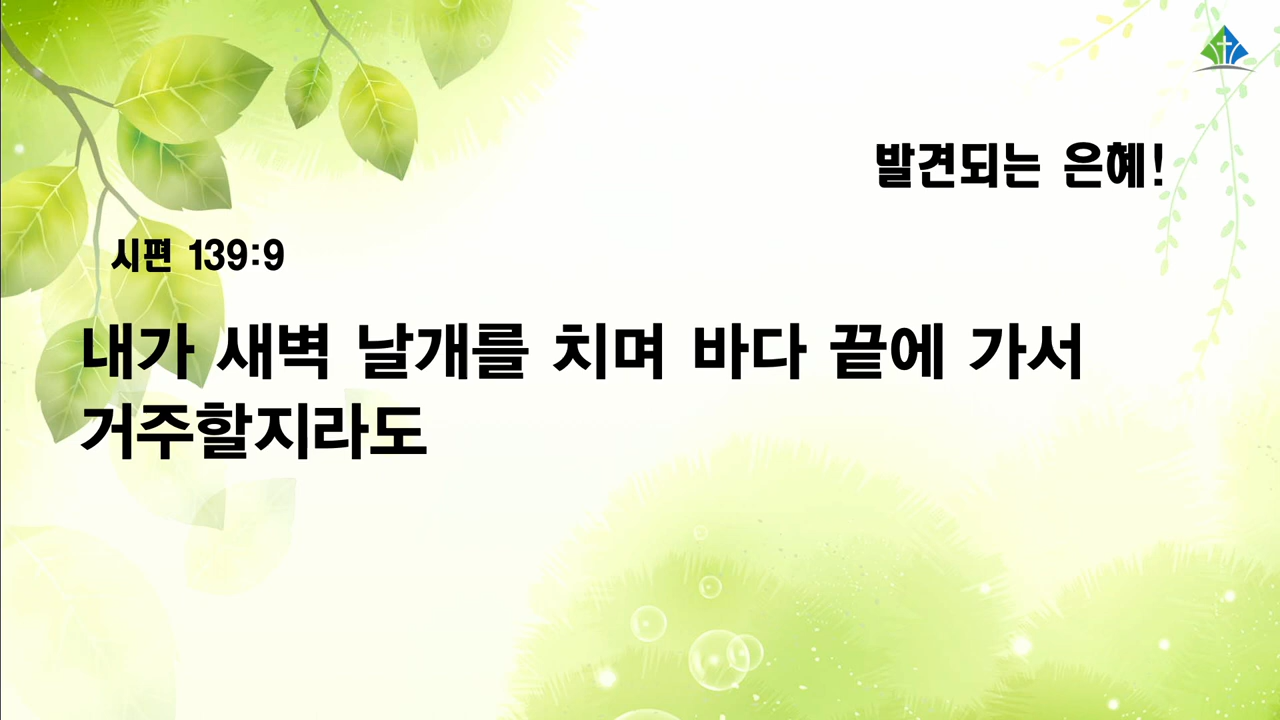 발견되는 은혜!
시편 139:9
내가 새벽 날개를 치며 바다 끝에 가서
거주할지라도